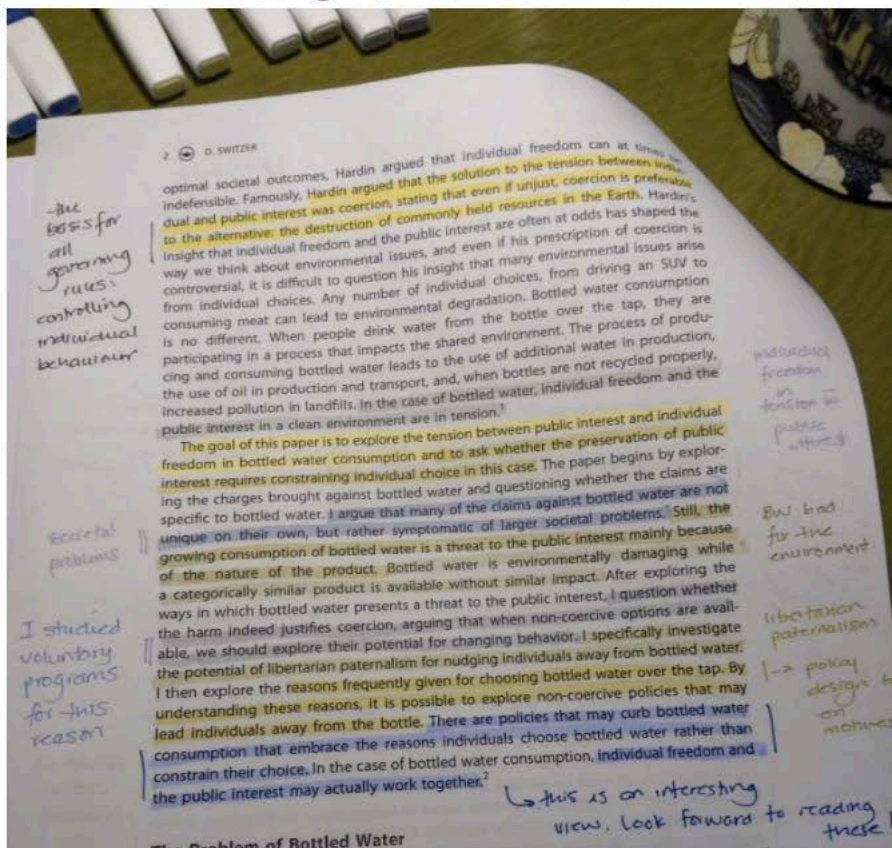 2 D. SWITZER
optimal societal outcomes, Hardin argued that individual freedom can at times
indefensible. Famously, Hardin argued that the solution to the tension between indivi-
dual and public interest was coercion, stating that even if unjust, coercion is preferable
to the alternative: the destruction of commonly held resources in the Earth. Hardin's
insight that individual freedom and the public interest are often at odds has shaped the
way we think about environmental issues, and even if his prescription of coercion is
controversial, it is difficult to question his insight that many environmental issues arise
from individual choices. Any number of individual choices, from driving an SUV to
consuming meat can lead to environmental degradation. Bottled water consumption
is no different. When people drink water from the bottle over the tap, they are
participating in a process that impacts the shared environment. The process of produ-
cing and consuming bottled water leads to the use of additional water in production,
the use of oil in production and transport, and, when bottles are not recycled properly,
increased pollution in landfills. In the case of bottled water, individual freedom and the
public interest in a clean environment are in tension.1
The goal of this paper is to explore the tension between public interest and individual
freedom in bottled water consumption and to ask whether the preservation of public
interest requires constraining individual choice in this case. The paper begins by explor-
ing the charges brought against bottled water and questioning whether the claims are
specific to bottled water. I argue that many of the claims against bottled water are not
unique on their own, but rather symptomatic of larger societal problems. Still, the
growing consumption of bottled water is a threat to the public interest mainly because
of the nature of the product. Bottled water is environmentally damaging while
a categorically similar product is available without similar impact. After exploring the
ways in which bottled water presents a threat to the public interest, I question whether
the harm indeed justifies coercion, arguing that when non-coercive options are avail-
able, we should explore their potential for changing behavior. I specifically investigate
the potential of libertarian paternalism for nudging individuals away from bottled water.
I then explore the reasons frequently given for choosing bottled water over the tap. By
understanding these reasons, it is possible to explore non-coercive policies that may
lead individuals away from the bottle. There are policies that may curb bottled water
consumption that embrace the reasons individuals choose bottled water rather than
constrain their choice. In the case of bottled water consumption, individual freedom and
the public interest may actually work together.2
The Problem of Bottled Water
-the
basis for
all
governing
rules:
controlling
individual
behaviour
societal
problems
I studied
voluntary
programs
for this
reason
individual
freedom
in
tension
public
interest
BW bad
for the
environment
libertarian
paternalism
→ policy
design
on
↳ this is an interesting
view. Look forward to reading
these